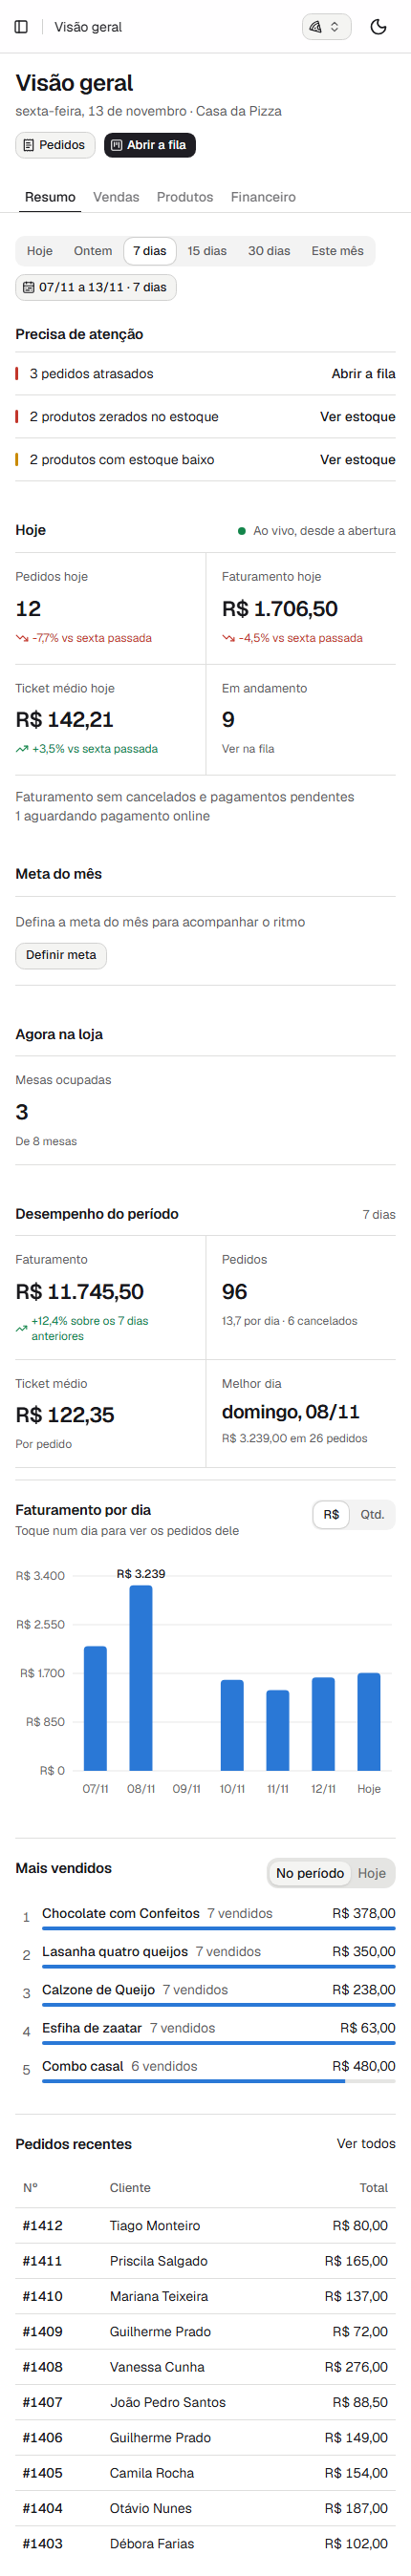 Visão geral
Visão geral
sexta-feira, 13 de novembro · Casa da Pizza
Pedidos
Abrir a fila
Resumo Vendas Produtos Financeiro
Hoje Ontem 7 dias 15 dias 30 dias Este mês
07/11 a 13/11 · 7 dias
Precisa de atenção
3 pedidos atrasados Abrir a fila
2 produtos zerados no estoque Ver estoque
2 produtos com estoque baixo Ver estoque
Hoje Ao vivo, desde a abertura
Pedidos hoje
12
-7,7% vs sexta passada
Faturamento hoje
R$ 1.706,50
-4,5% vs sexta passada
Ticket médio hoje
R$ 142,21
+3,5% vs sexta passada
Em andamento
9
Ver na fila
Faturamento sem cancelados e pagamentos pendentes
1 aguardando pagamento online
Meta do mês
Defina a meta do mês para acompanhar o ritmo
Definir meta
Agora na loja
Mesas ocupadas
3
De 8 mesas
Desempenho do período 7 dias
Faturamento
R$ 11.745,50
+12,4% sobre os 7 dias
anteriores
Pedidos
96
13,7 por dia · 6 cancelados
Ticket médio
R$ 122,35
Por pedido
Melhor dia
domingo, 08/11
R$ 3.239,00 em 26 pedidos
Faturamento por dia
Toque num dia para ver os pedidos dele
R$ Qtd.
R$ 3.239
R$ 3.400
R$ 2.550
R$ 1.700
R$ 850
R$ 0
07/11 08/11 09/11 10/11 11/11 12/11 Hoje
Mais vendidos
No período Hoje
1 Chocolate com Confeitos 7 vendidos R$ 378,00
2 Lasanha quatro queijos 7 vendidos R$ 350,00
3 Calzone de Queijo 7 vendidos R$ 238,00
4 Esfiha de zaatar 7 vendidos R$ 63,00
5 Combo casal 6 vendidos R$ 480,00
Pedidos recentes Ver todos
Nº Cliente Total
#1412 Tiago Monteiro R$ 80,00
#1411 Priscila Salgado R$ 165,00
#1410 Mariana Teixeira R$ 137,00
#1409 Guilherme Prado R$ 72,00
#1408 Vanessa Cunha R$ 276,00
#1407 João Pedro Santos R$ 88,50
#1406 Guilherme Prado R$ 149,00
#1405 Camila Rocha R$ 154,00
#1404 Otávio Nunes R$ 187,00
#1403 Débora Farias R$ 102,00